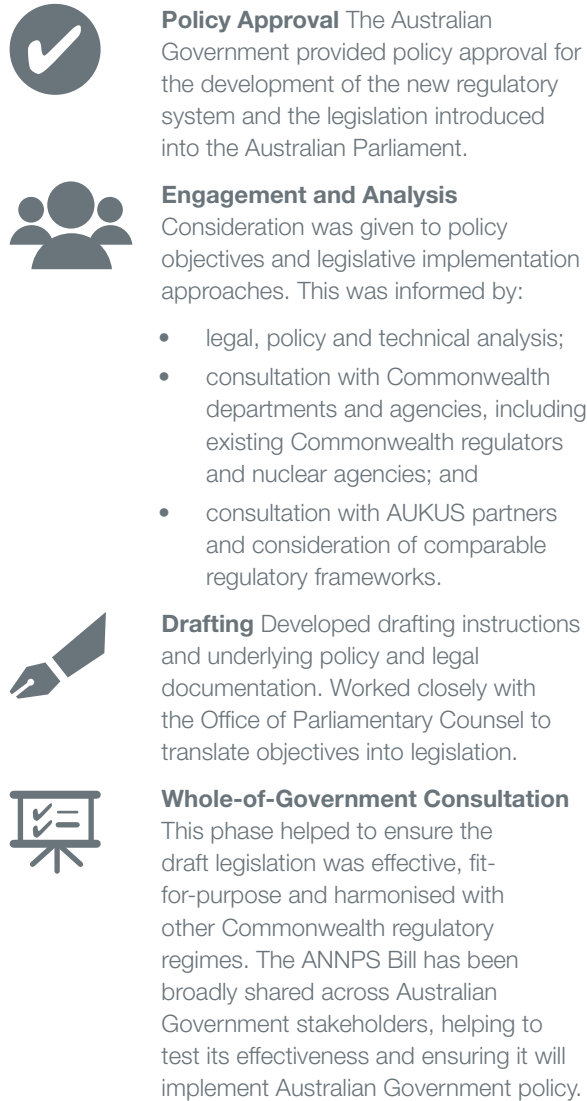 Policy Approval The Australian
Government provided policy approval for
the development of the new regulatory
system and the legislation introduced
into the Australian Parliament.
Engagement and Analysis
Consideration was given to policy
objectives and legislative implementation
approaches. This was informed by:
• legal, policy and technical analysis;
• consultation with Commonwealth
departments and agencies, including
existing Commonwealth regulators
and nuclear agencies; and
• consultation with AUKUS partners
and consideration of comparable
regulatory frameworks.
Drafting Developed drafting instructions
and underlying policy and legal
documentation. Worked closely with
the Office of Parliamentary Counsel to
translate objectives into legislation.
Whole-of-Government Consultation
This phase helped to ensure the
draft legislation was effective, fit-
for-purpose and harmonised with
other Commonwealth regulatory
regimes. The ANNPS Bill has been
broadly shared across Australian
Government stakeholders, helping to
test its effectiveness and ensuring it will
implement Australian Government policy.